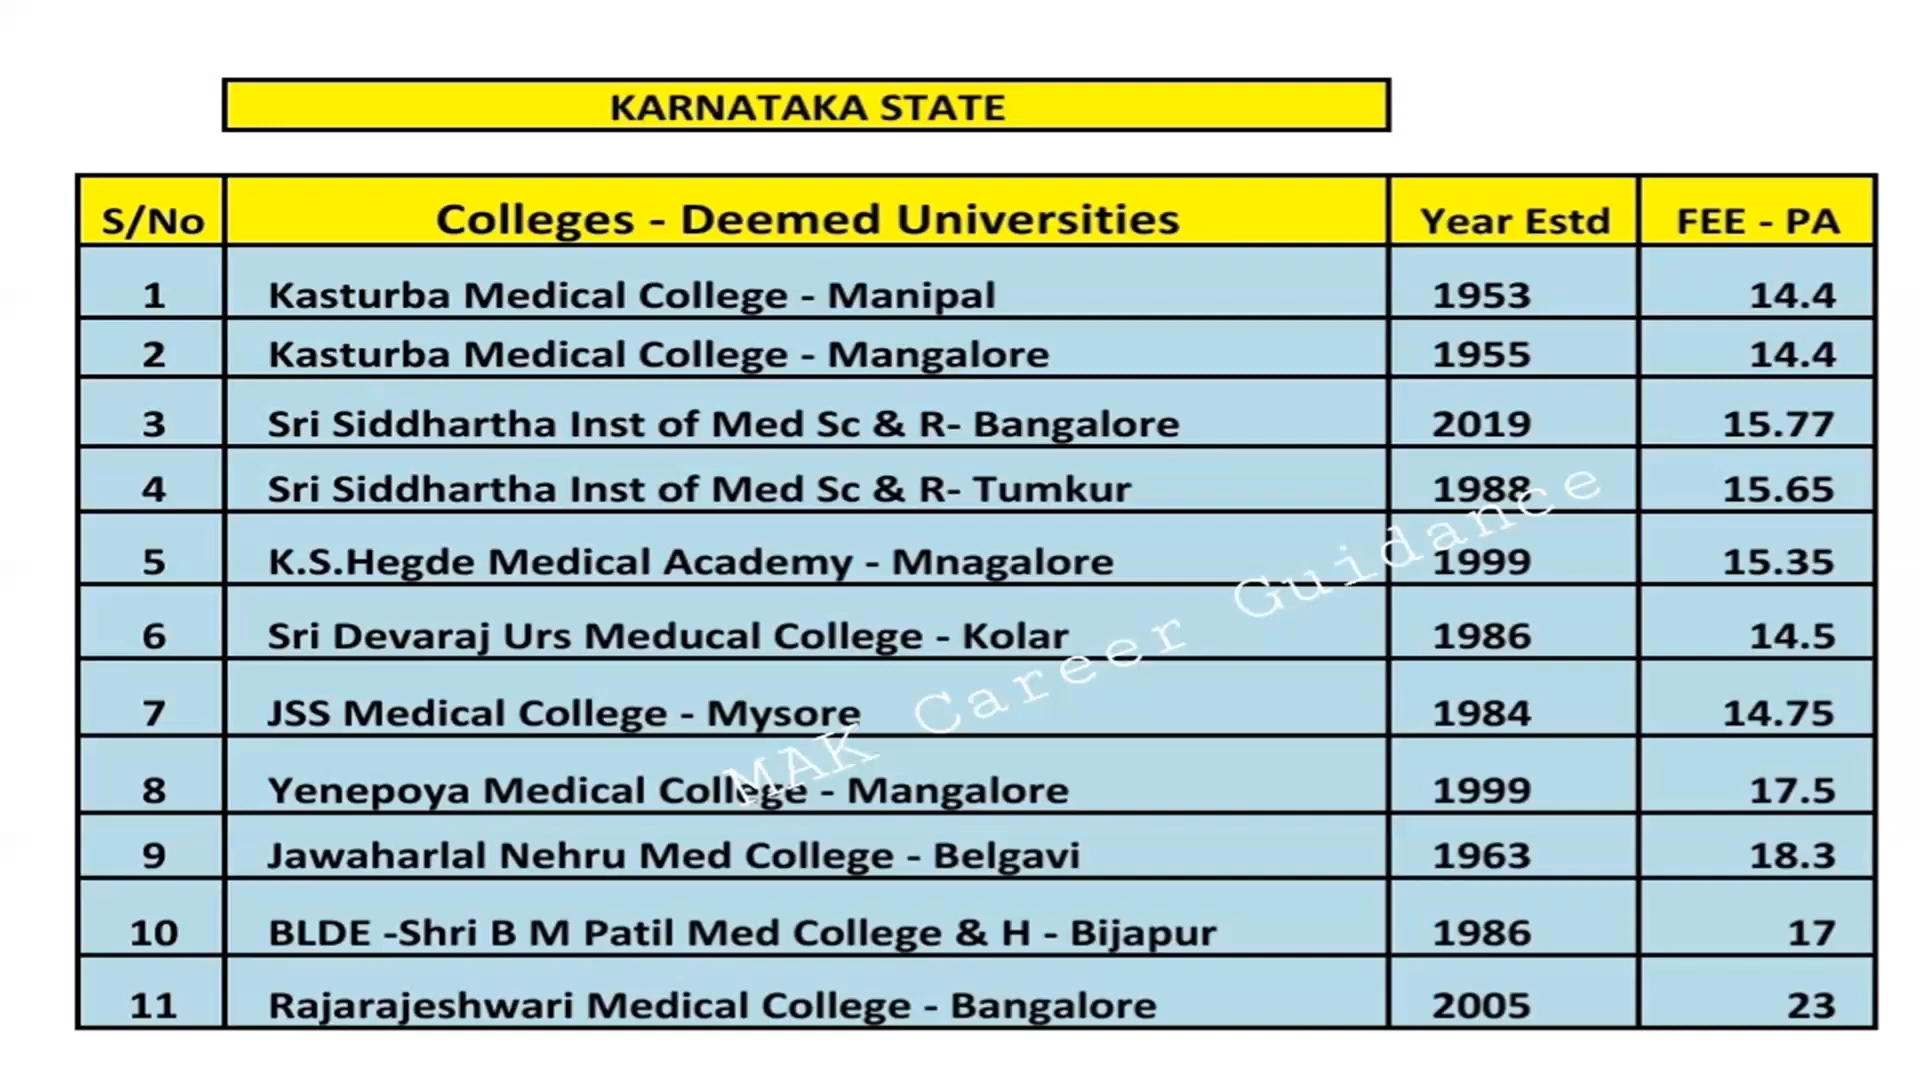 KARNATAKA STATE
S/No Colleges - Deemed Universities Year Estd FEE - PA
1 Kasturba Medical College - Manipal 1953 14.4
2 Kasturba Medical College - Mangalore 1955 14.4
3 Sri Siddhartha Inst of Med Sc & R- Bangalore 2019 15.77
4 Sri Siddhartha Inst of Med Sc & R- Tumkur 1988 15.65
5 K.S.Hegde Medical Academy - Mnagalore 1999 15.35
6 Sri Devaraj Urs Meducal College - Kolar 1986 14.5
7 JSS Medical College - Mysore 1984 14.75
8 Yenepoya Medical College - Mangalore 1999 17.5
9 Jawaharlal Nehru Med College - Belgavi 1963 18.3
10 BLDE -Shri B M Patil Med College & H - Bijapur 1986 17
11 Rajarajeshwari Medical College - Bangalore 2005 23
MAK Career Guidance